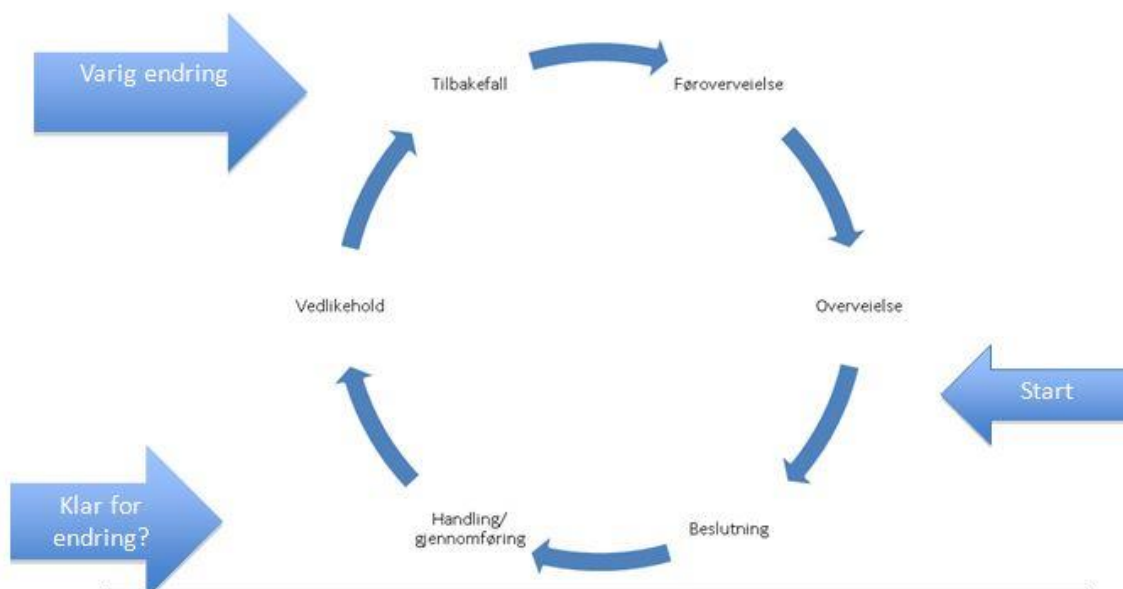 Varig endring
Tilbakefall
Føroverveielse
Vedlikehold
Overveielse
Start
Klar for
endring?
Handling/
gjennomføring
Beslutning